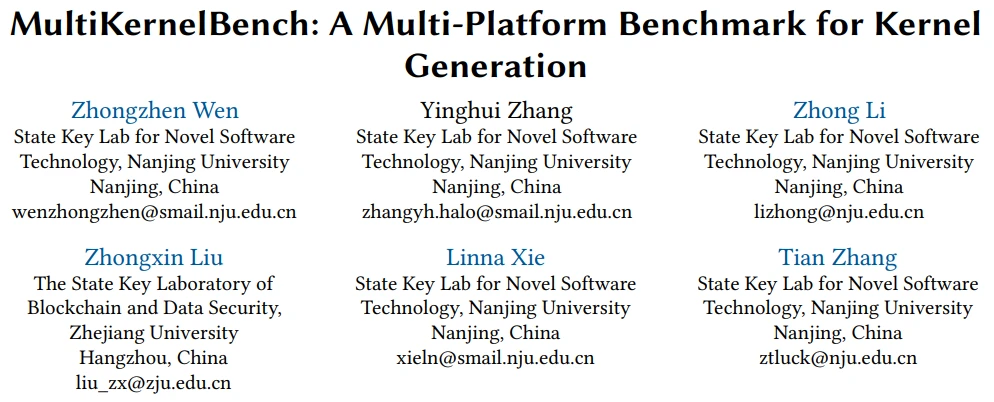 MultiKernelBench: A Multi-Platform Benchmark for Kernel
Generation
Zhongzhen Wen
State Key Lab for Novel Software
Technology, Nanjing University
Nanjing, China
wenzhongzhen@smail.nju.edu.cn
Yinghui Zhang
State Key Lab for Novel Software
Technology, Nanjing University
Nanjing, China
zhangyh.halo@smail.nju.edu.cn
Zhong Li
State Key Lab for Novel Software
Technology, Nanjing University
Nanjing, China
lizhong@nju.edu.cn
Zhongxin Liu
The State Key Laboratory of
Blockchain and Data Security,
Zhejiang University
Hangzhou, China
liu_zx@zju.edu.cn
Linna Xie
State Key Lab for Novel Software
Technology, Nanjing University
Nanjing, China
xieln@smail.nju.edu.cn
Tian Zhang
State Key Lab for Novel Software
Technology, Nanjing University
Nanjing, China
ztluck@nju.edu.cn